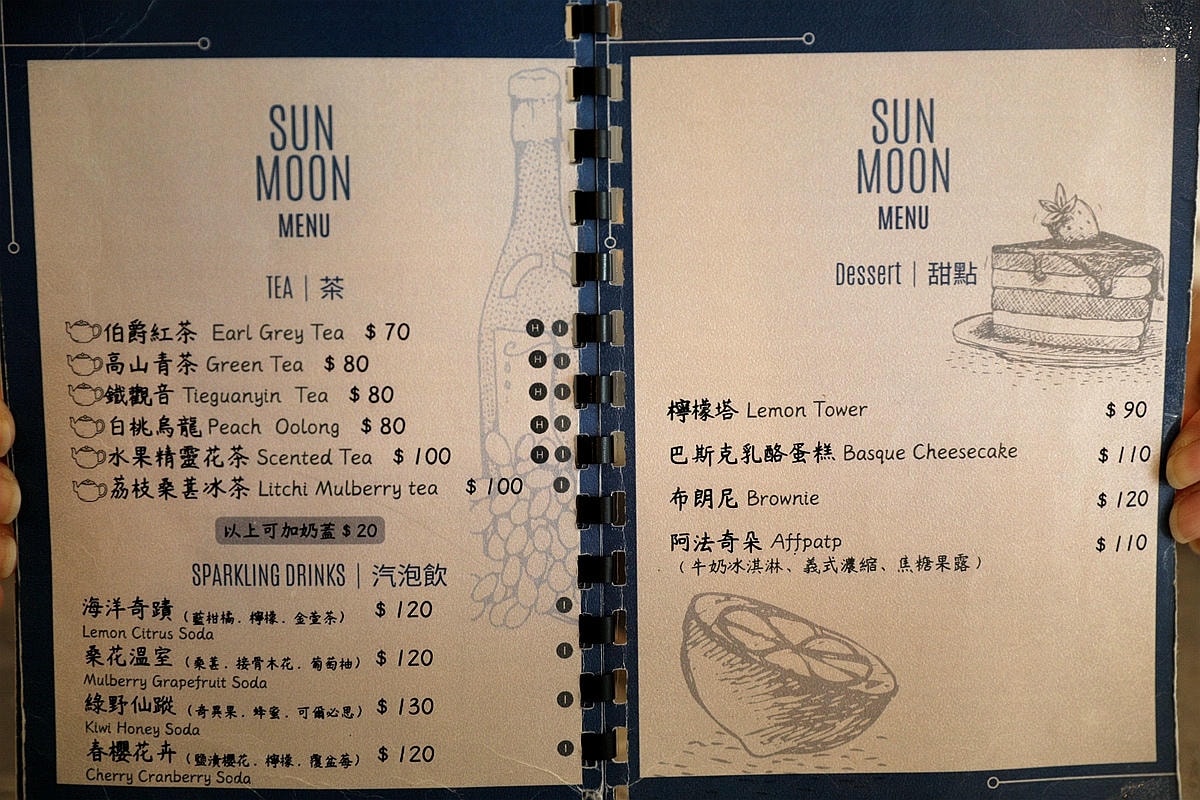 SUN
MOON
MENU
TEA | 茶
伯爵紅茶 Earl Grey Tea $ 70 H I
高山青茶 Green Tea $ 80 H I
鐵觀音 Tieguanyin Tea $ 80 H I
白桃烏龍 Peach Oolong $ 80 H I
水果精靈花茶 Scented Tea $ 100 H I
荔枝桑葚冰茶 Litchi Mulberry tea $ 100 I
以上可加奶蓋 $ 20
SPARKLING DRINKS | 汽泡飲
海洋奇蹟 (藍柑橘.檸檬.金萱茶) $ 120 I
Lemon Citrus Soda
桑花溫室 (桑葚.接骨木花.葡萄柚) $ 120 I
Mulberry Grapefruit Soda
綠野仙蹤 (奇異果.蜂蜜.可爾必思) $ 130 I
Kiwi Honey Soda
春櫻花卉 (鹽漬櫻花.檸檬.覆盆莓) $ 120 I
Cherry Cranberry Soda
SUN
MOON
MENU
Dessert | 甜點
檸檬塔 Lemon Tower $ 90
巴斯克乳酪蛋糕 Basque Cheesecake $ 110
布朗尼 Brownie $ 120
阿法奇朵 Affpatp $ 110
(牛奶冰淇淋、義式濃縮、焦糖果露)